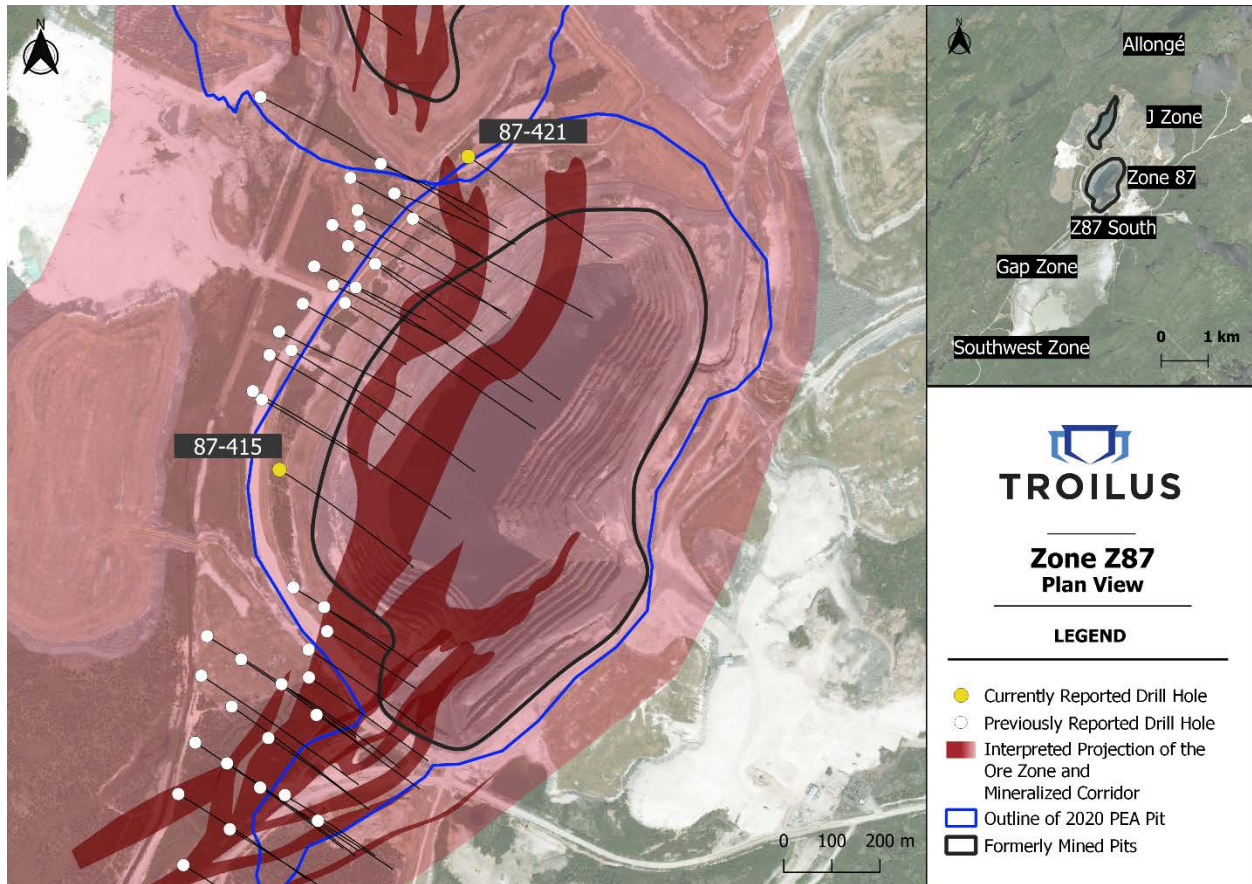 N
87-421
87-415
0 100 200 m
N
Allongé
J Zone
Zone 87
Z87 South
Gap Zone
Southwest Zone
0 1 km
TROILUS
Zone Z87
Plan View
LEGEND
Currently Reported Drill Hole
Previously Reported Drill Hole
Interpreted Projection of the
Ore Zone and
Mineralized Corridor
Outline of 2020 PEA Pit
Formerly Mined Pits